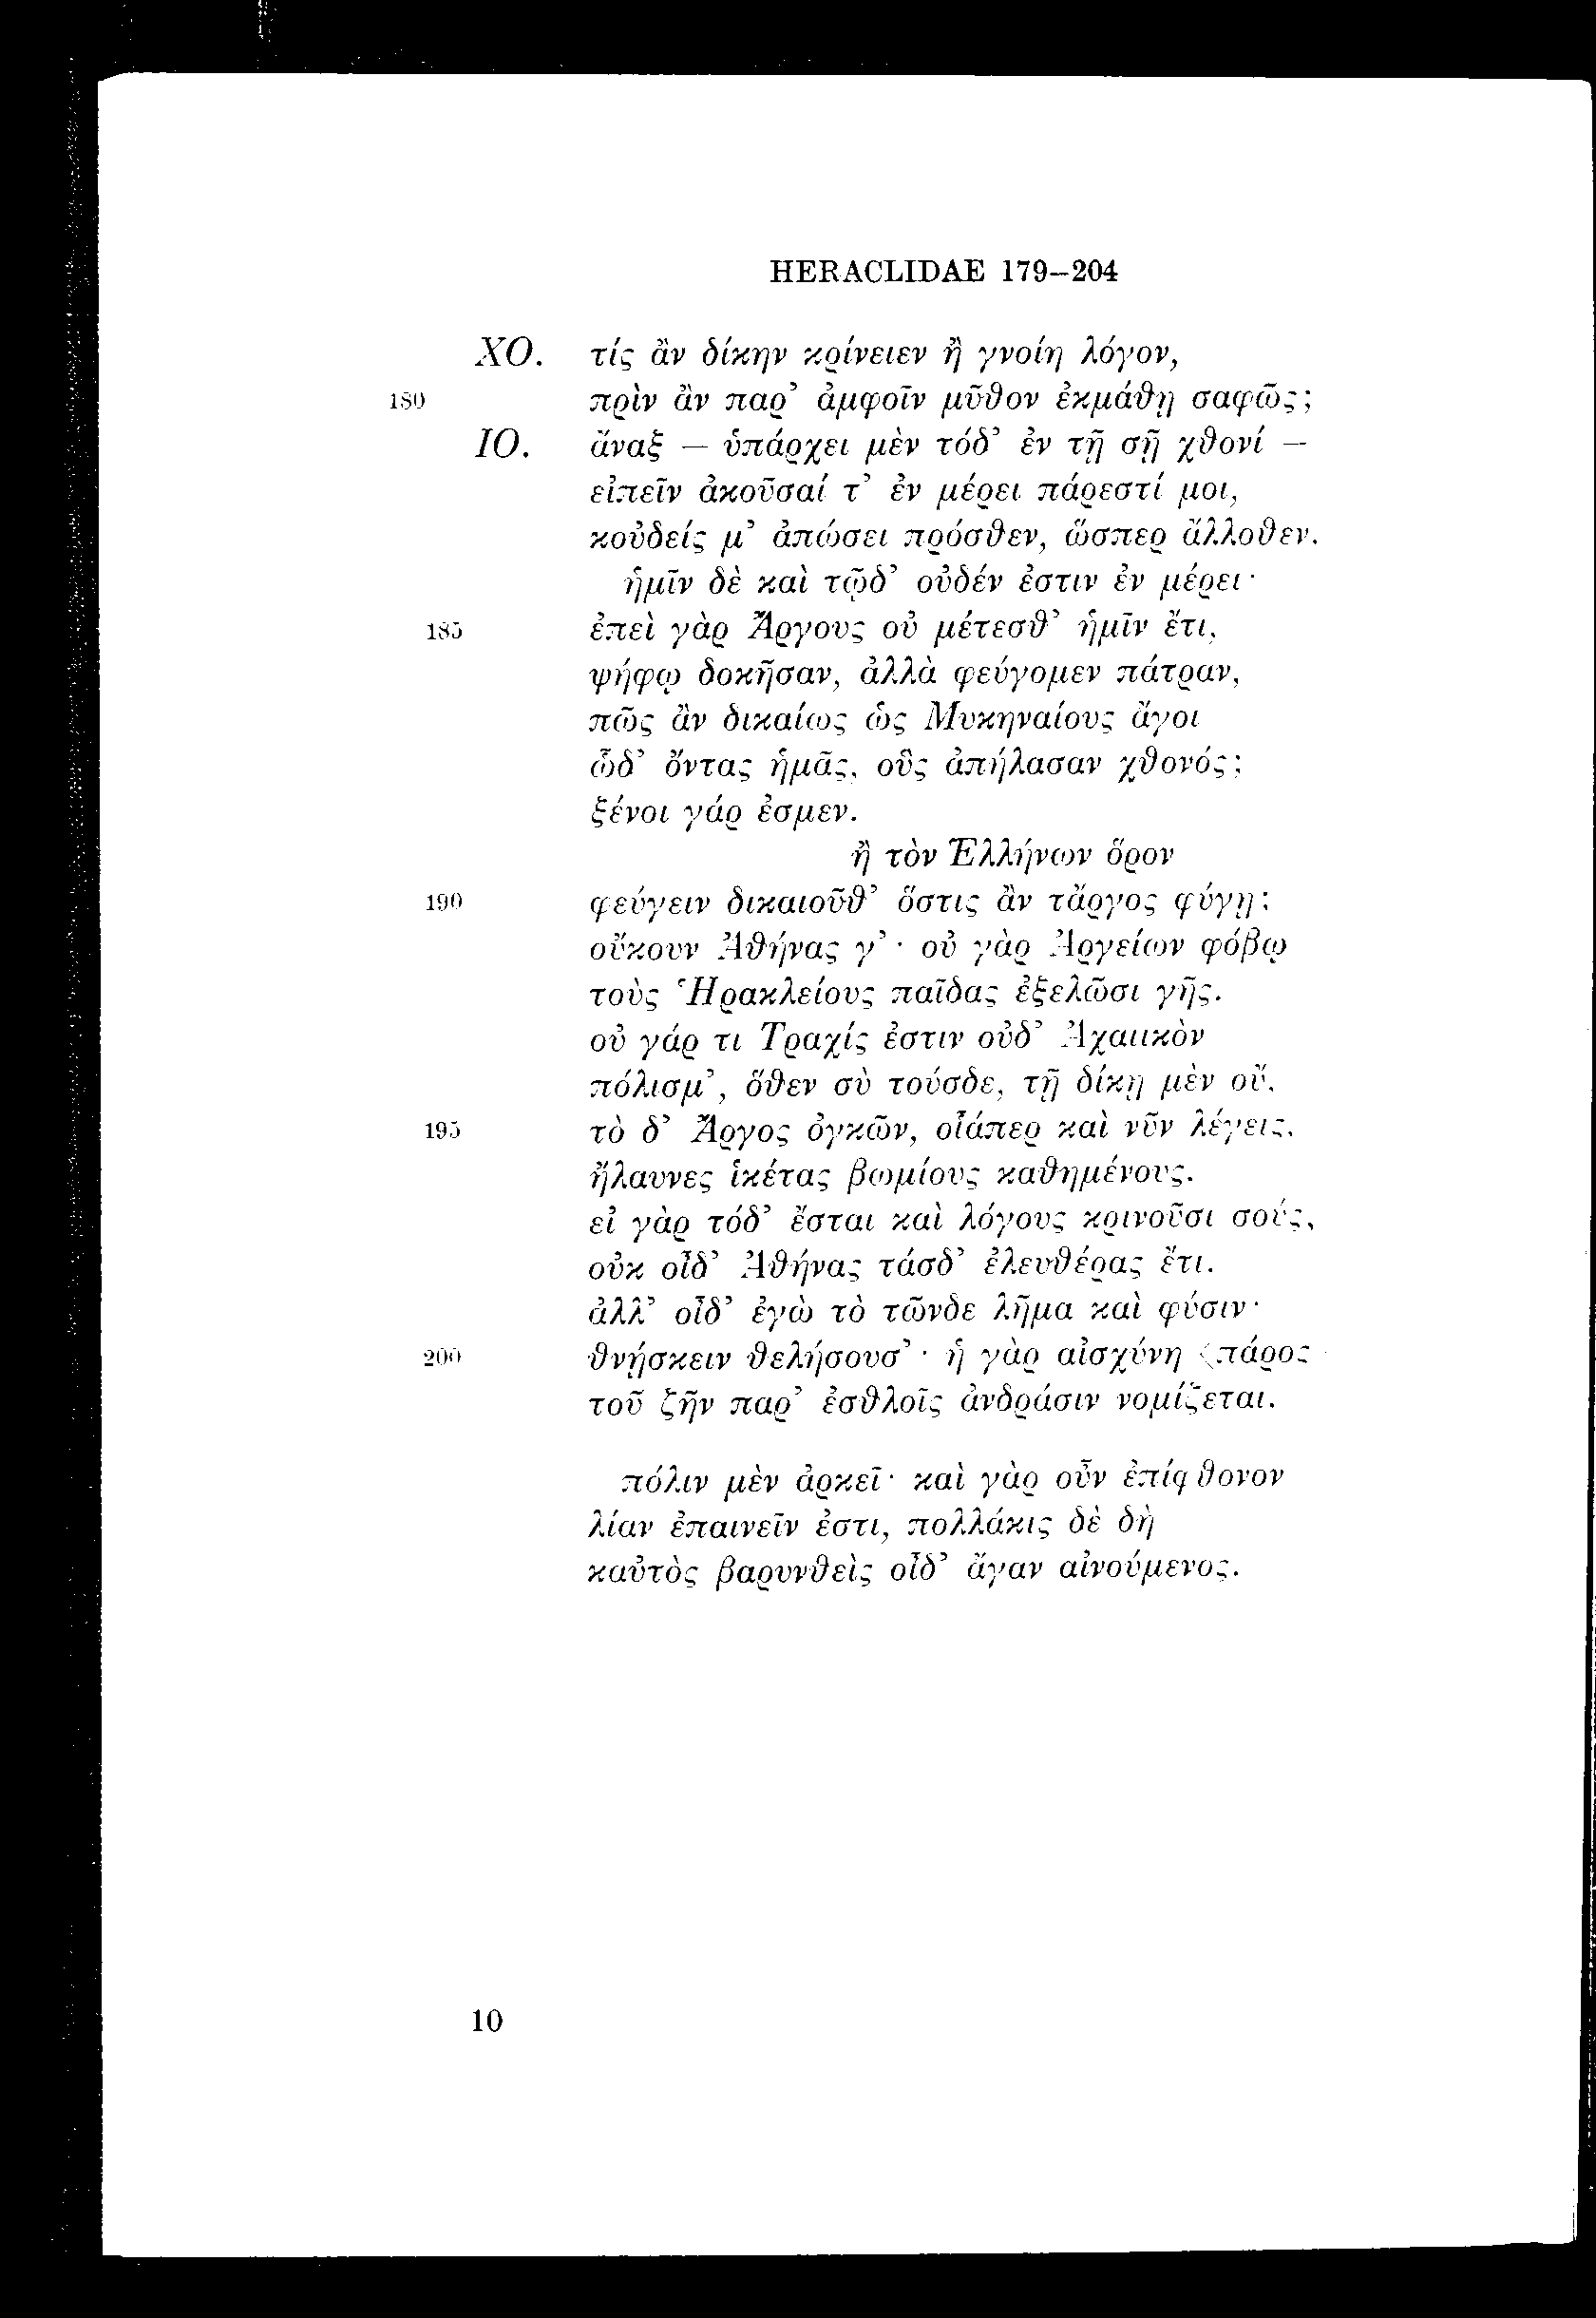 HERACLIDAE 179–204
ΧΟ. τίς ἂν δίκην κρίνειεν ἢ γνοίη λόγον,
180 πρὶν ἂν παρ’ ἀμφοῖν μῦθον ἐκμάθῃ σαφῶς;
ΙΟ. ἄναξ — ὑπάρχει μὲν τόδ’ ἐν τῇ σῇ χθονί —
εἰπεῖν ἀκοῦσαί τ’ ἐν μέρει πάρεστί μοι,
κοὐδείς μ’ ἀπώσει πρόσθεν, ὥσπερ ἄλλοθεν.
ἡμῖν δὲ καὶ τῷδ’ οὐδέν ἐστιν ἐν μέρει·
185 ἐπεὶ γὰρ Ἄργους οὐ μέτεσθ’ ἡμῖν ἔτι,
ψήφῳ δοκῆσαν, ἀλλὰ φεύγομεν πάτραν,
πῶς ἂν δικαίως ὡς Μυκηναίους ἄγοι
ὧδ’ ὄντας ἡμᾶς, οὓς ἀπήλασαν χθονός;
ξένοι γάρ ἐσμεν.
ἢ τὸν Ἑλλήνων ὅρον
190 φεύγειν δικαιοῦθ’ ὅστις ἂν τἄργος φύγῃ;
οὔκουν Ἀθήνας γ’· οὐ γὰρ Ἀργείων φόβῳ
τοὺς Ἡρακλείους παῖδας ἐξελῶσι γῆς.
οὐ γάρ τι Τραχίς ἐστιν οὐδ’ Ἀχαιικὸν
πόλισμ’, ὅθεν σὺ τούσδε, τῇ δίκῃ μὲν οὔ,
195 τὸ δ’ Ἄργος ὀγκῶν, οἷάπερ καὶ νῦν λέγεις,
ἤλαυνες ἱκέτας βωμίους καθημένους.
εἰ γὰρ τόδ’ ἔσται καὶ λόγους κρινοῦσι σούς,
οὐκ οἶδ’ Ἀθήνας τάσδ’ ἐλευθέρας ἔτι.
ἀλλ’ οἶδ’ ἐγὼ τὸ τῶνδε λῆμα καὶ φύσιν·
200 θνῄσκειν θελήσουσ’· ἡ γὰρ αἰσχύνη ‹πάρος›
τοῦ ζῆν παρ’ ἐσθλοῖς ἀνδράσιν νομίζεται.
πόλιν μὲν ἀρκεῖ· καὶ γὰρ οὖν ἐπίφθονον
λίαν ἐπαινεῖν ἐστι, πολλάκις δὲ δὴ
καὐτὸς βαρυνθεὶς οἶδ’ ἄγαν αἰνούμενος.
10